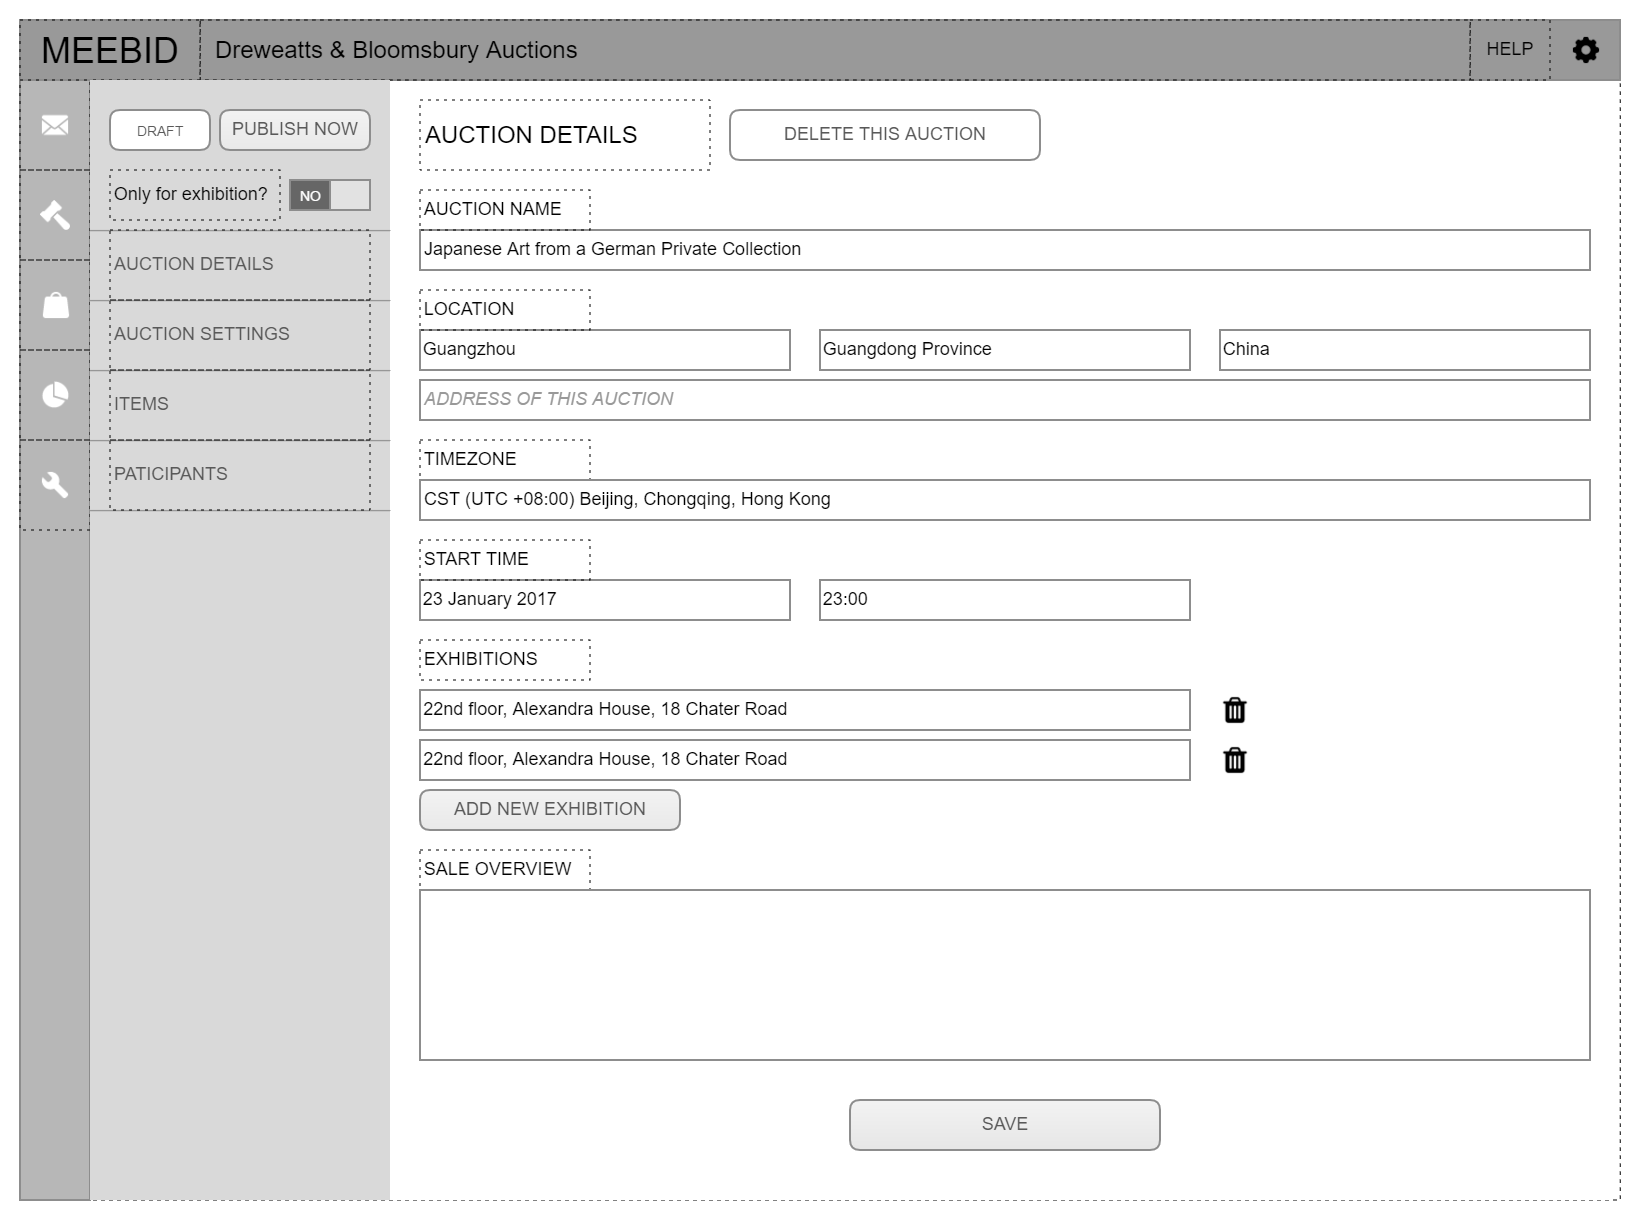 MEEBID
Dreweatts & Bloomsbury Auctions
HELP
DRAFT
PUBLISH NOW
Only for exhibition?
NO
AUCTION DETAILS
AUCTION SETTINGS
ITEMS
PATICIPANTS
AUCTION DETAILS
DELETE THIS AUCTION
AUCTION NAME
Japanese Art from a German Private Collection
LOCATION
Guangzhou
Guangdong Province
China
ADDRESS OF THIS AUCTION
TIMEZONE
CST (UTC +08:00) Beijing, Chongqing, Hong Kong
START TIME
23 January 2017
23:00
EXHIBITIONS
22nd floor, Alexandra House, 18 Chater Road
22nd floor, Alexandra House, 18 Chater Road
ADD NEW EXHIBITION
SALE OVERVIEW
SAVE